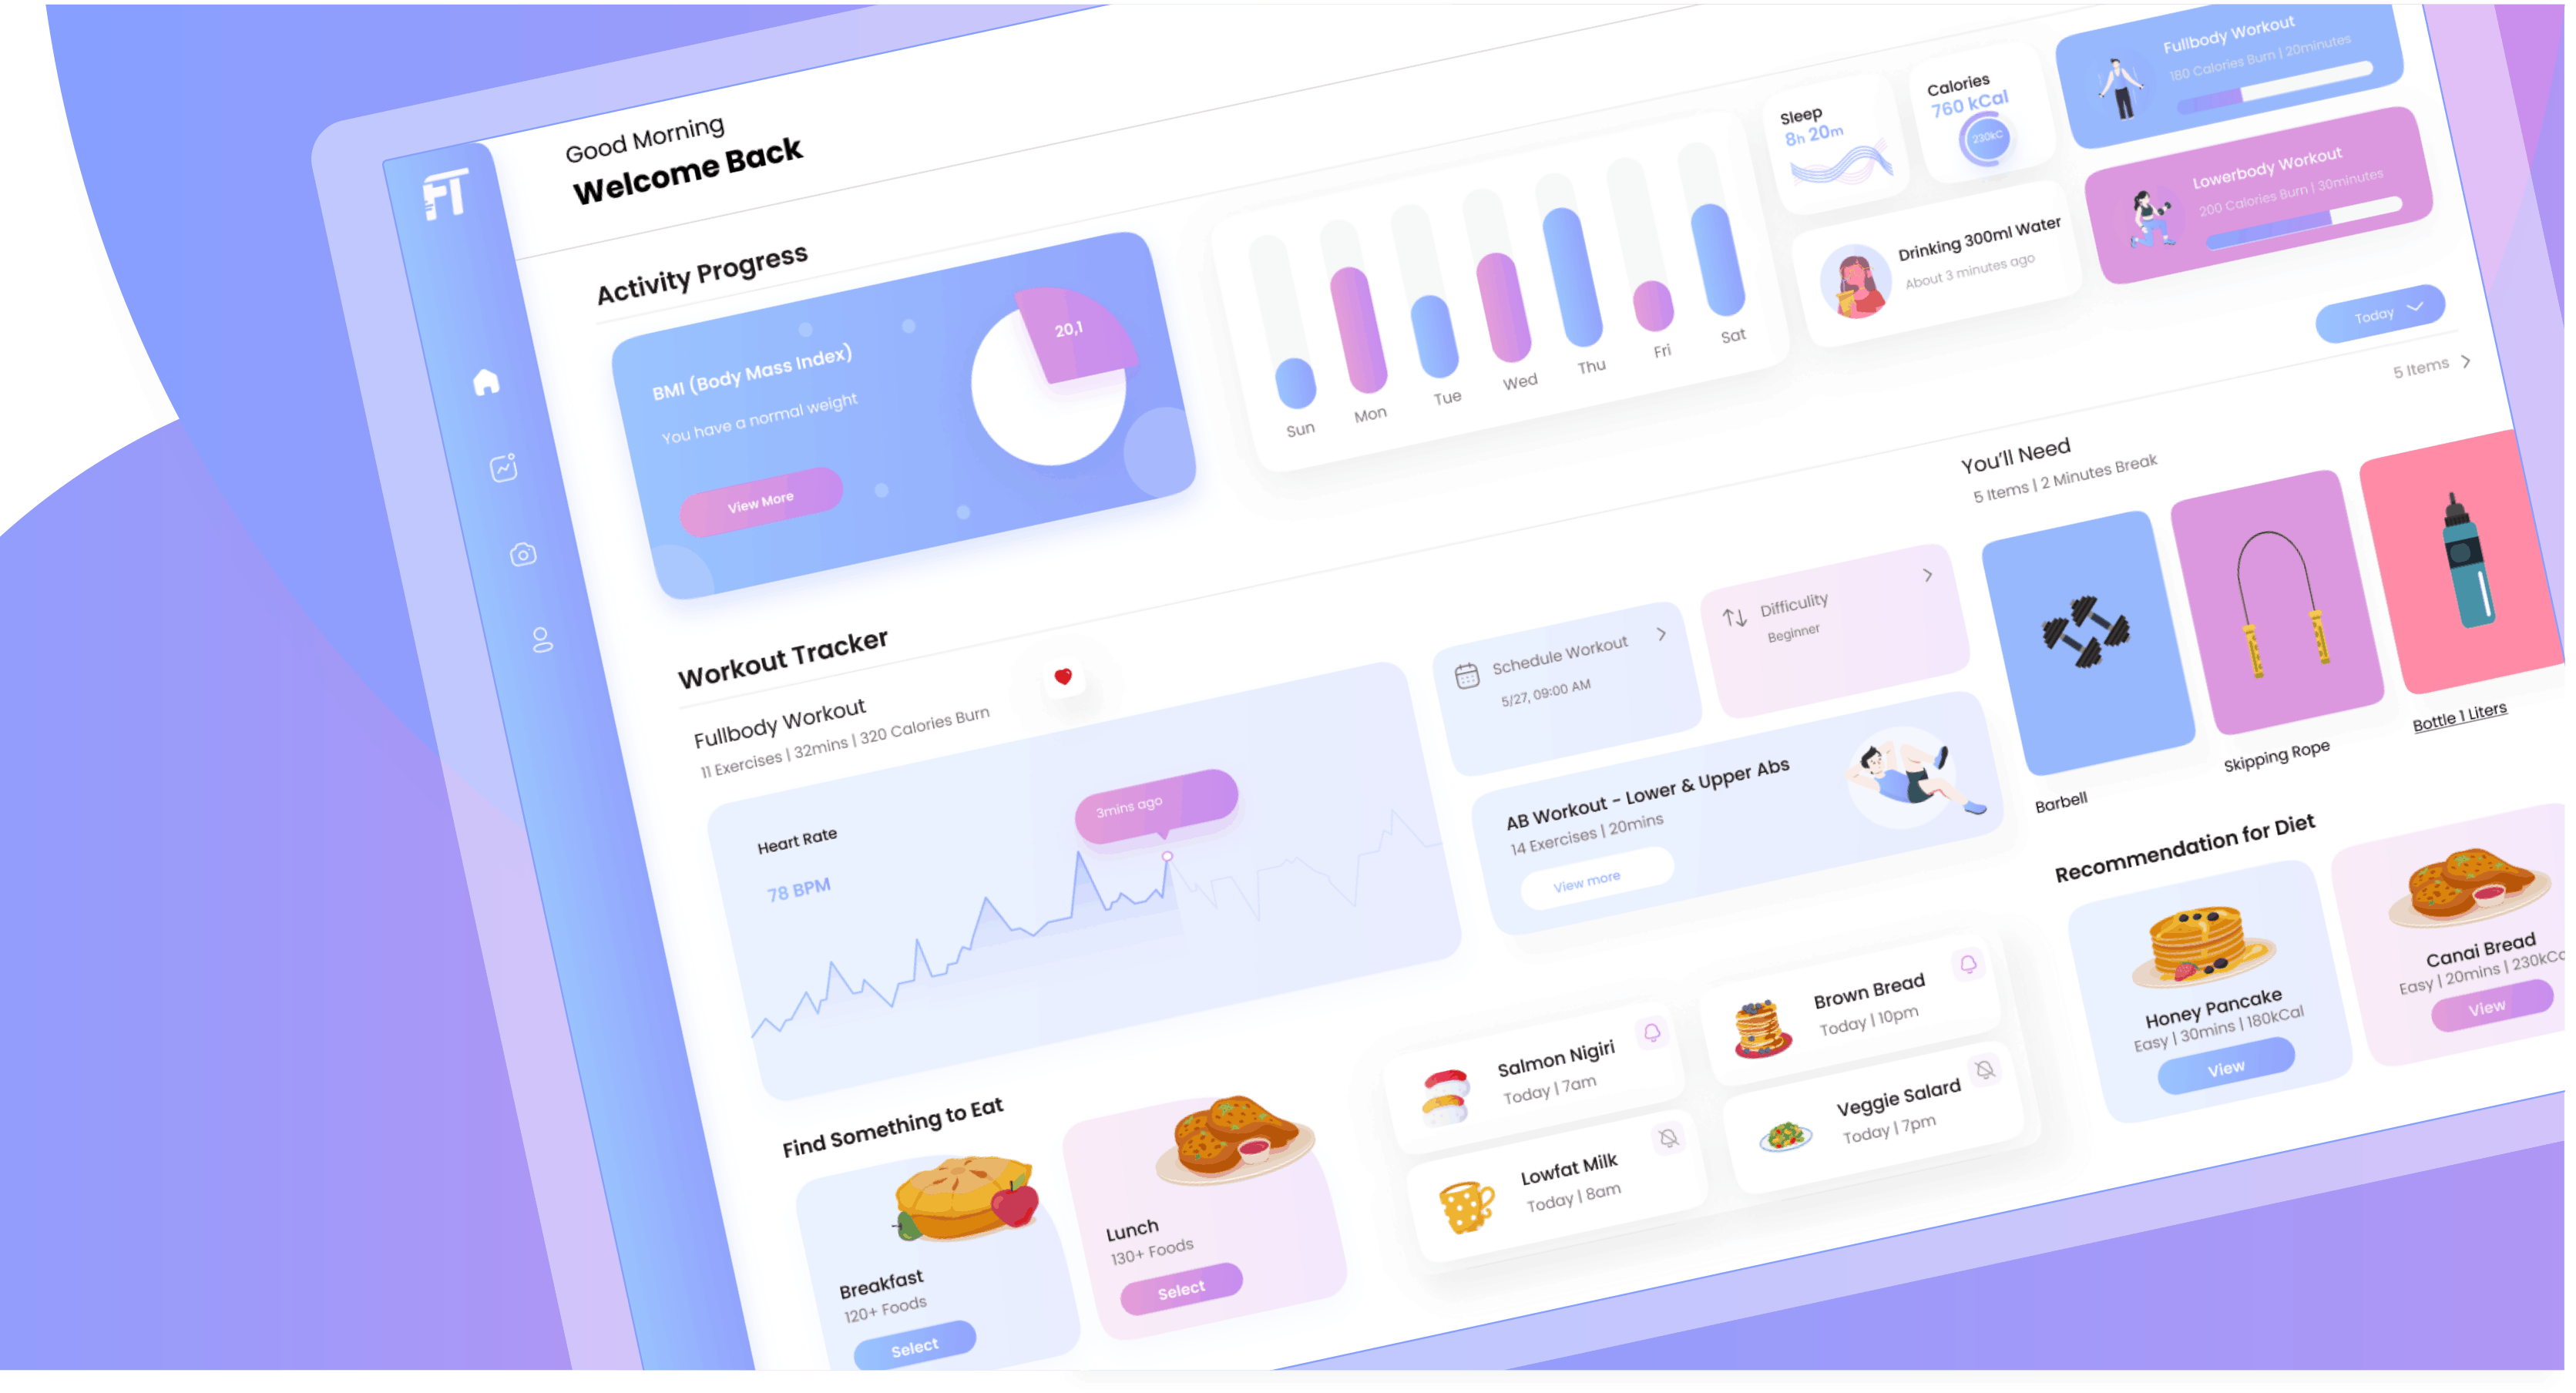 FT
Good Morning
Welcome Back
Activity Progress
BMI (Body Mass Index)
You have a normal weight
View More
20,1
Sun
Mon
Tue
Wed
Thu
Fri
Sat
Sleep
8h 20m
Calories
760 kCal
230kC
Drinking 300ml Water
About 3 minutes ago
Fullbody Workout
180 Calories Burn | 20minutes
Lowerbody Workout
200 Calories Burn | 30minutes
Today
Workout Tracker
Fullbody Workout
11 Exercises | 32mins | 320 Calories Burn
Heart Rate
78 BPM
3mins ago
Schedule Workout
5/27, 09:00 AM
Difficulity
Beginner
AB Workout - Lower & Upper Abs
14 Exercises | 20mins
View more
You'll Need
5 Items | 2 Minutes Break
5 Items
Barbell
Skipping Rope
Bottle 1 Liters
Find Something to Eat
Breakfast
120+ Foods
Select
Lunch
130+ Foods
Select
Salmon Nigiri
Today | 7am
Lowfat Milk
Today | 8am
Brown Bread
Today | 10pm
Veggie Salard
Today | 7pm
Recommendation for Diet
Honey Pancake
Easy | 30mins | 180kCal
View
Canai Bread
Easy | 20mins | 230kCa
View